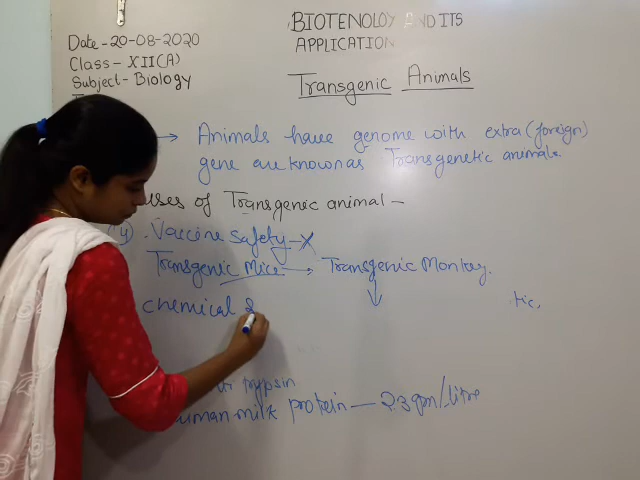 BIOTENOLOY AND ITS
APPLICATION
Date - 20-08-2020
Class - XII(A)
Subject - Biology
Transgenic Animals
→ Animals have genome with extra (foreign)
gene are known as Transgenetic animals.
uses of Transgenic animal -
Vaccine safety - X
Transgenic Mice → Transgenic Monkey.
chemical
tic,
trypsin
human milk protein — 2.3 gm/litre